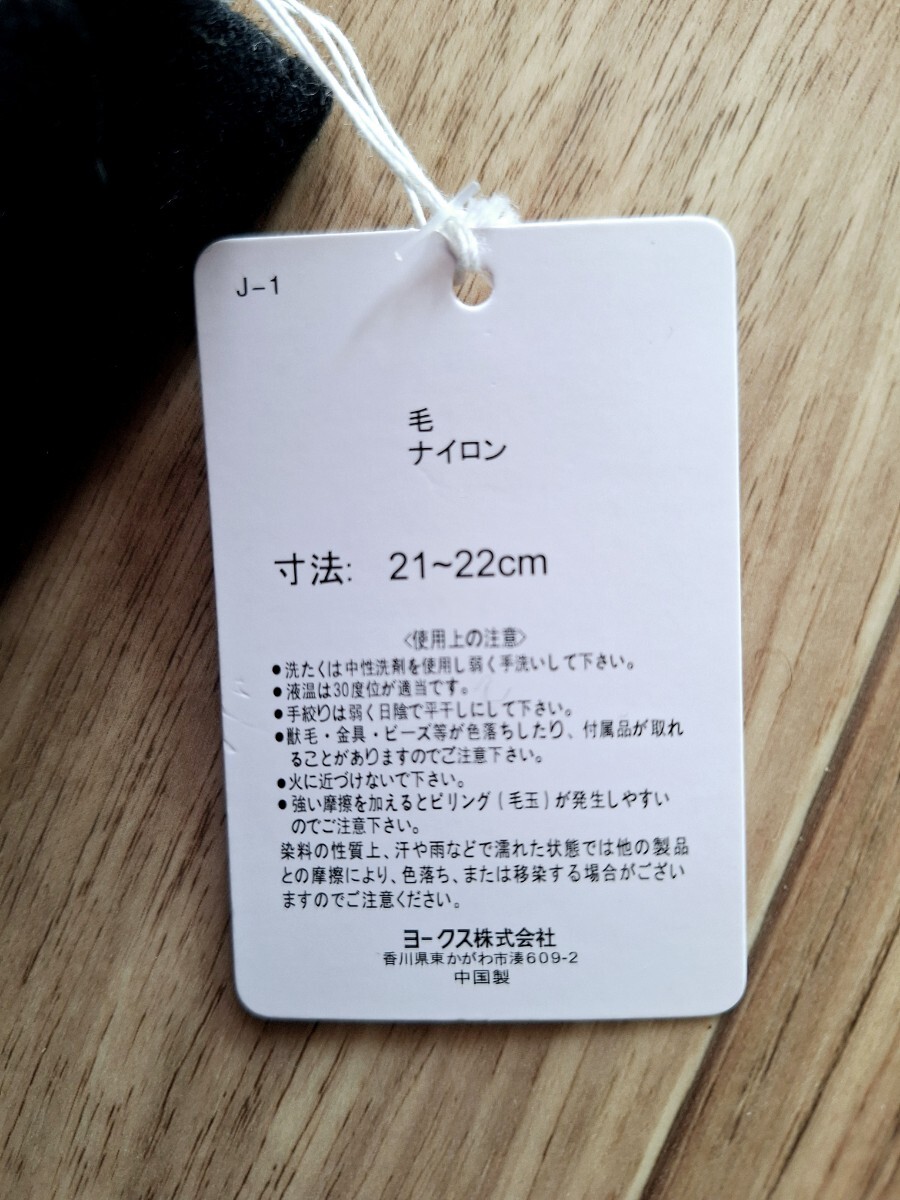 J-1
毛
ナイロン
寸法: 21~22cm
〈使用上の注意〉
●洗たくは中性洗剤を使用し弱く手洗いして下さい。
●液温は30度位が適当です。
●手絞りは弱く日陰で平干しにして下さい。
●獣毛・金具・ビーズ等が色落ちしたり、付属品が取れ
ることがありますのでご注意下さい。
●火に近づけないで下さい。
●強い摩擦を加えるとピリング(毛玉)が発生しやすい
のでご注意下さい。
染料の性質上、汗や雨などで濡れた状態では他の製品
との摩擦により、色落ち、または移染する場合がござい
ますのでご注意ください。
ヨークス株式会社
香川県東かがわ市湊609-2
中国製